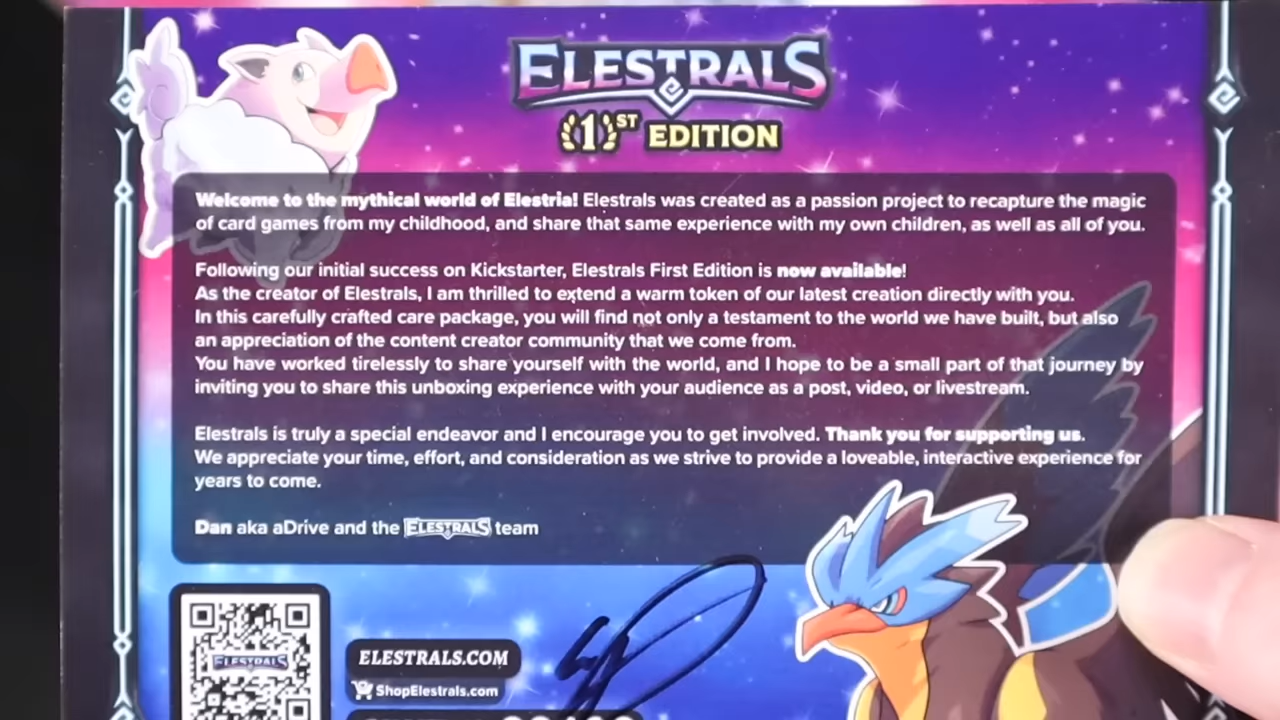 ELESTRALS
1ST EDITION
Welcome to the mythical world of Elestria! Elestrals was created as a passion project to recapture the magic
of card games from my childhood, and share that same experience with my own children, as well as all of you.
Following our initial success on Kickstarter, Elestrals First Edition is now available!
As the creator of Elestrals, I am thrilled to extend a warm token of our latest creation directly with you.
In this carefully crafted care package, you will find not only a testament to the world we have built, but also
an appreciation of the content creator community that we come from.
You have worked tirelessly to share yourself with the world, and I hope to be a small part of that journey by
inviting you to share this unboxing experience with your audience as a post, video, or livestream.
Elestrals is truly a special endeavor and I encourage you to get involved. Thank you for supporting us.
We appreciate your time, effort, and consideration as we strive to provide a loveable, interactive experience for
years to come.
Dan aka aDrive and the ELESTRALS team
ELESTRALS
ELESTRALS.COM
ShopElestrals.com